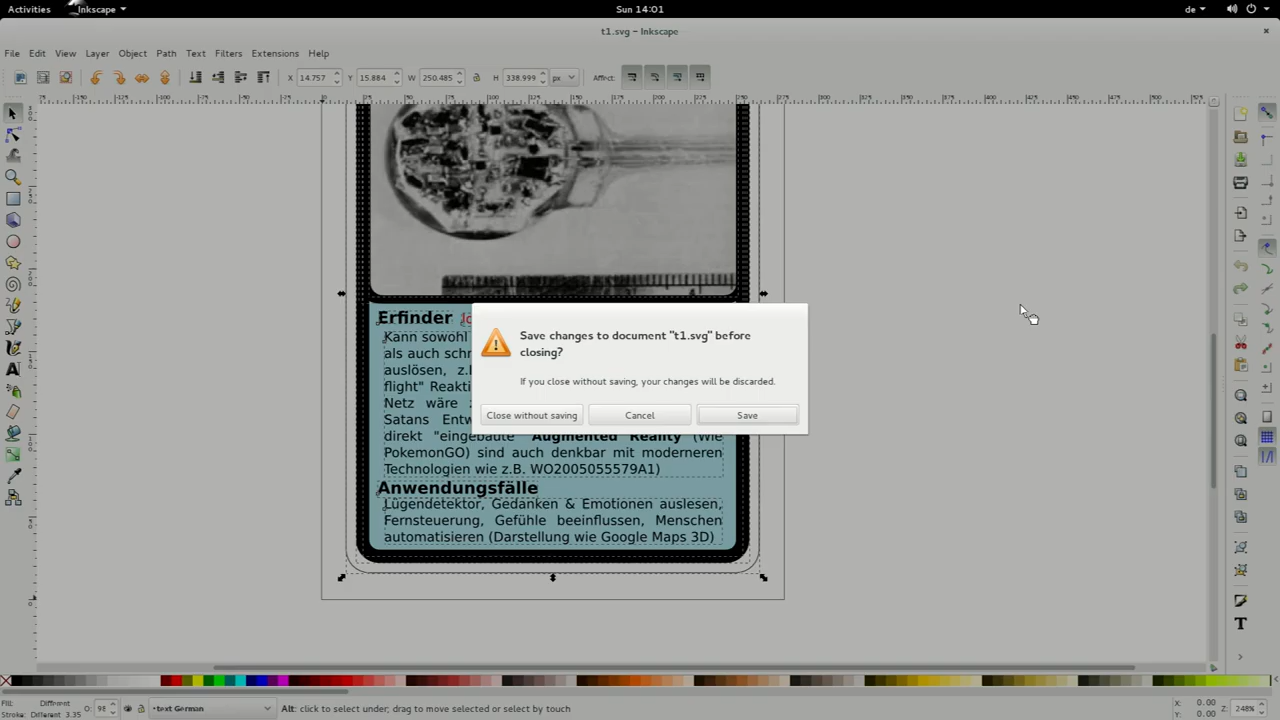 Activities Inkscape Sun 14:01 de
t1.svg - Inkscape
File Edit View Layer Object Path Text Filters Extensions Help
X 14.757 Y 15.884 W 250.485 H 338.999 px Affect:
Erfinder
Kann sowohl
als auch
auslösen, z.
flight" Reakti
Netz wäre
Satans Entw
direkt "eingebaute" Augmented Reality (Wie
PokemonGO) sind auch denkbar mit moderneren
Technologien wie z.B. WO2005055579A1)
Anwendungsfälle
Lügendetektor, Gedanken & Emotionen auslesen,
Fernsteuerung, Gefühle beeinflussen, Menschen
automatisieren (Darstellung wie Google Maps 3D)
Save changes to document "t1.svg" before
closing?
If you close without saving, your changes will be discarded.
Close without saving Cancel Save
Fill: Different O: 98 •text German Alt: click to select under, drag to move selected or select by touch X: 0.00 Z: 248%
Stroke: Different 3.35 Y: 0.00